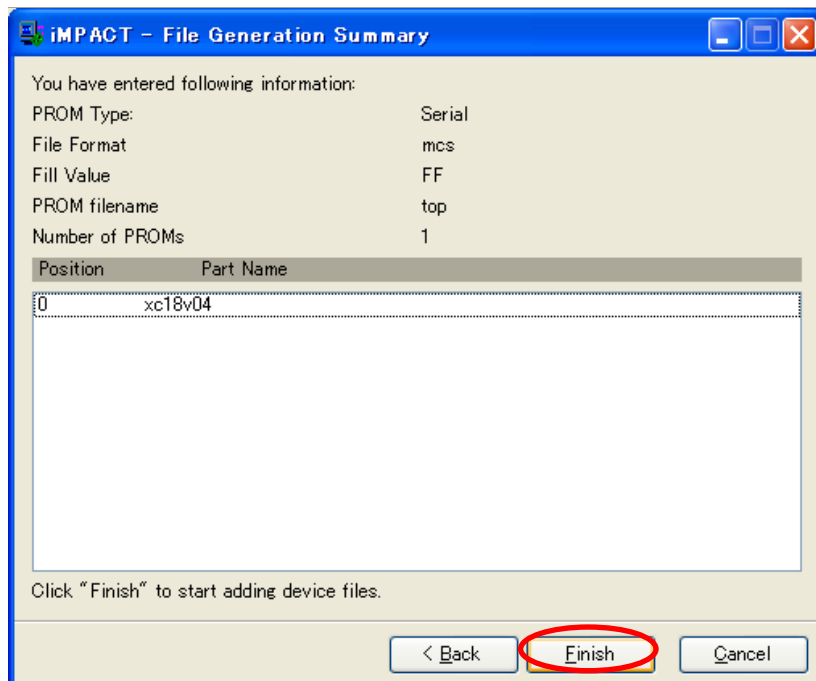 iMPACT - File Generation Summary
You have entered following information:
PROM Type: Serial
File Format mcs
Fill Value FF
PROM filename top
Number of PROMs 1
Position Part Name
0 xc18v04
Click "Finish" to start adding device files.
< Back Finish Cancel